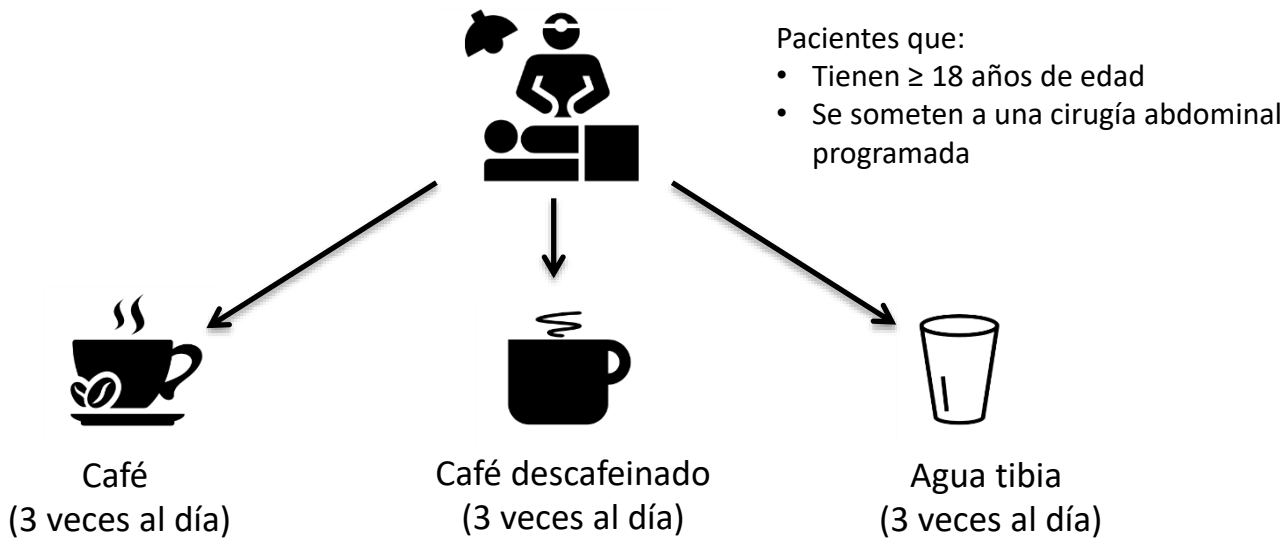 Pacientes que:
• Tienen ≥ 18 años de edad
• Se someten a una cirugía abdominal
programada
Café
(3 veces al día)
Café descafeinado
(3 veces al día)
Agua tibia
(3 veces al día)